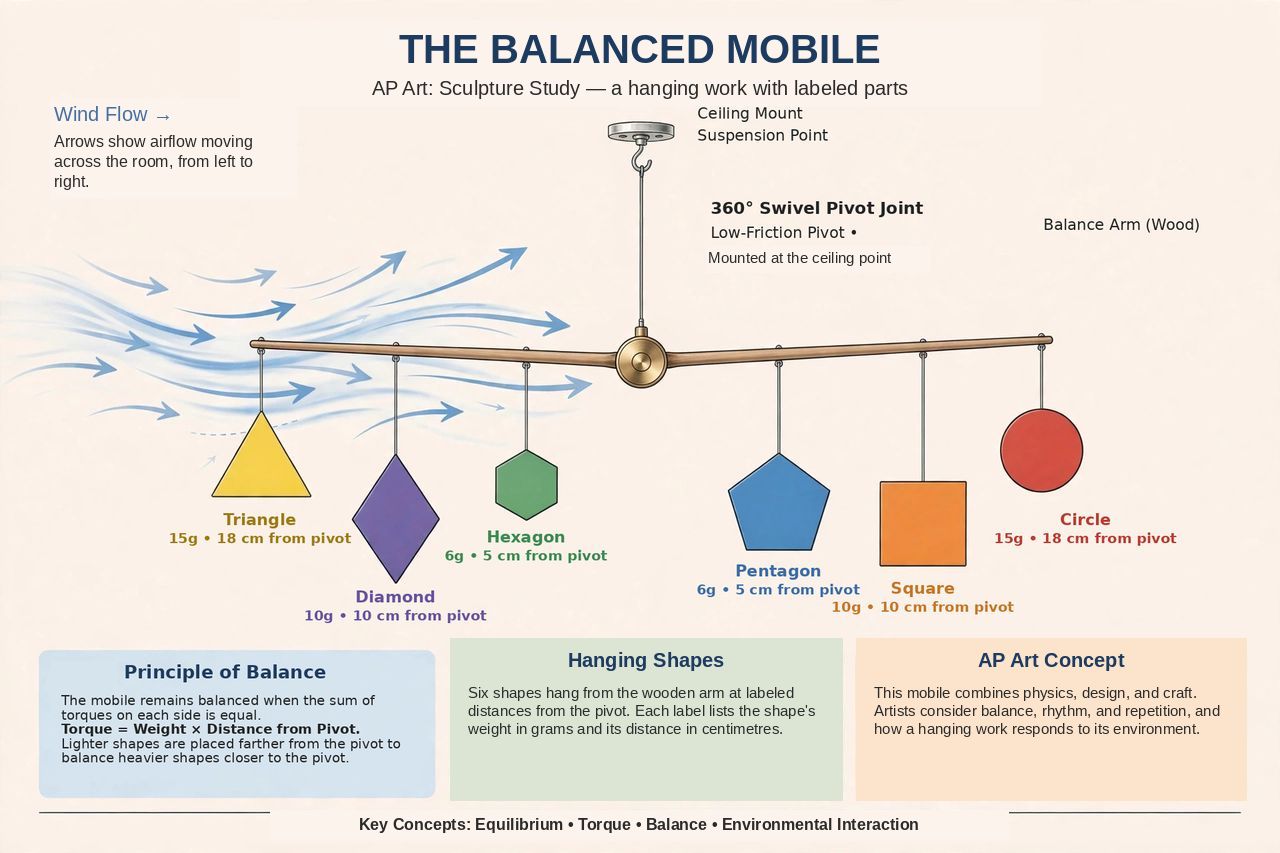 THE BALANCED MOBILE
AP Art: Sculpture Study — a hanging work with labeled parts
Wind Flow →
Arrows show airflow moving
across the room, from left to
right.
Ceiling Mount
Suspension Point
360° Swivel Pivot Joint
Low-Friction Pivot •
Mounted at the ceiling point
Balance Arm (Wood)
Triangle
15g • 18 cm from pivot
Diamond
10g • 10 cm from pivot
Hexagon
6g • 5 cm from pivot
Pentagon
6g • 5 cm from pivot
Square
10g • 10 cm from pivot
Circle
15g • 18 cm from pivot
Principle of Balance
The mobile remains balanced when the sum of
torques on each side is equal.
Torque = Weight × Distance from Pivot.
Lighter shapes are placed farther from the pivot to
balance heavier shapes closer to the pivot.
Hanging Shapes
Six shapes hang from the wooden arm at labeled
distances from the pivot. Each label lists the shape's
weight in grams and its distance in centimetres.
AP Art Concept
This mobile combines physics, design, and craft.
Artists consider balance, rhythm, and repetition, and
how a hanging work responds to its environment.
Key Concepts: Equilibrium • Torque • Balance • Environmental Interaction